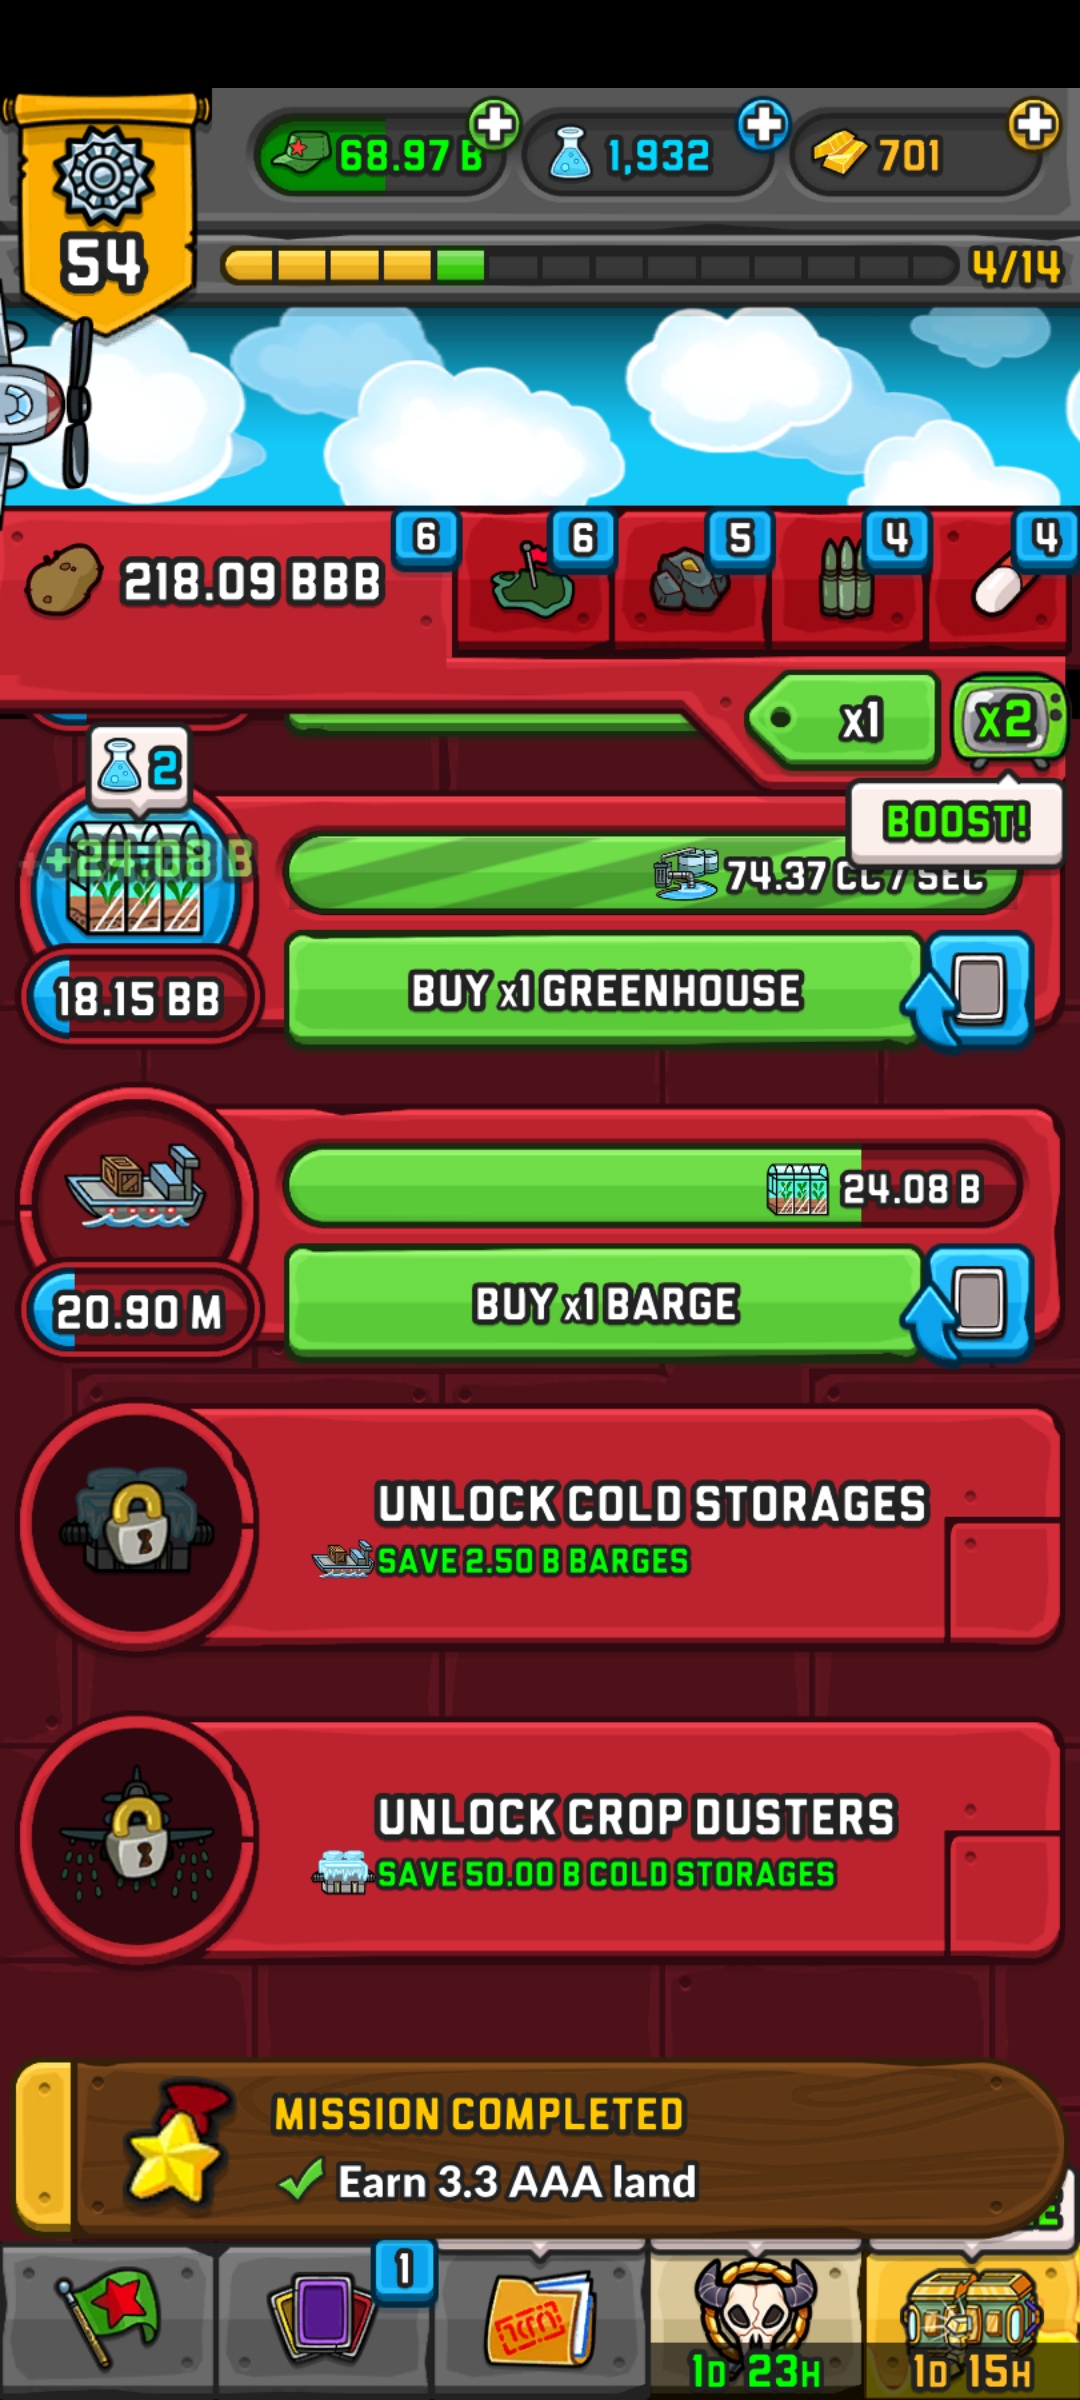 54
68.97 B
1,932
701
4/14
218.09 BBB
6
6
5
4
4
x1
x2
BOOST!
2
+24.08 B
74.37 CC / SEC
18.15 BB
BUY x1 GREENHOUSE
24.08 B
20.90 M
BUY x1 BARGE
UNLOCK COLD STORAGES
SAVE 2.50 B BARGES
UNLOCK CROP DUSTERS
SAVE 50.00 B COLD STORAGES
MISSION COMPLETED
Earn 3.3 AAA land
1
1D 23H
1D 15H